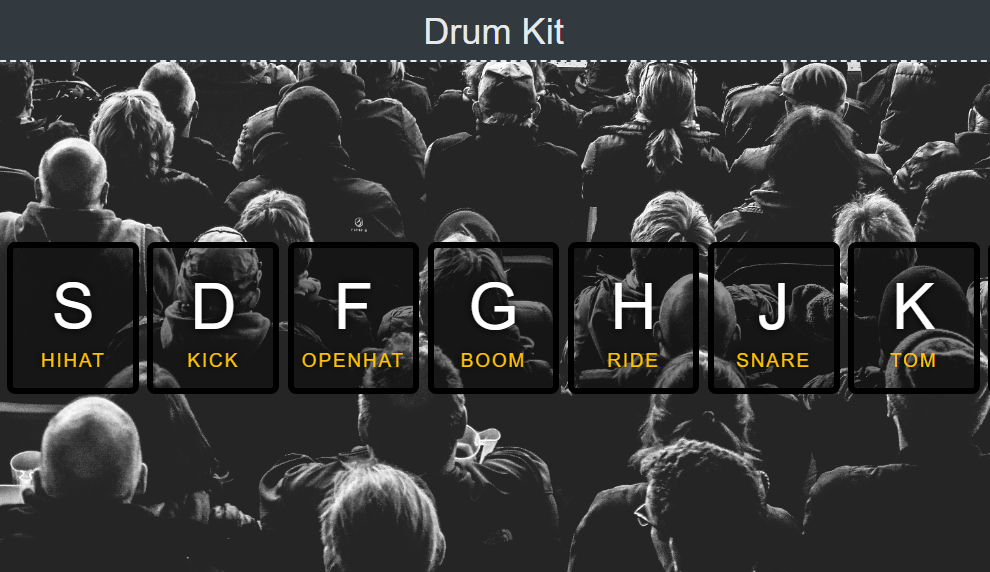 Drum Kit
S D F G H J K
HIHAT KICK OPENHAT BOOM RIDE SNARE TOM